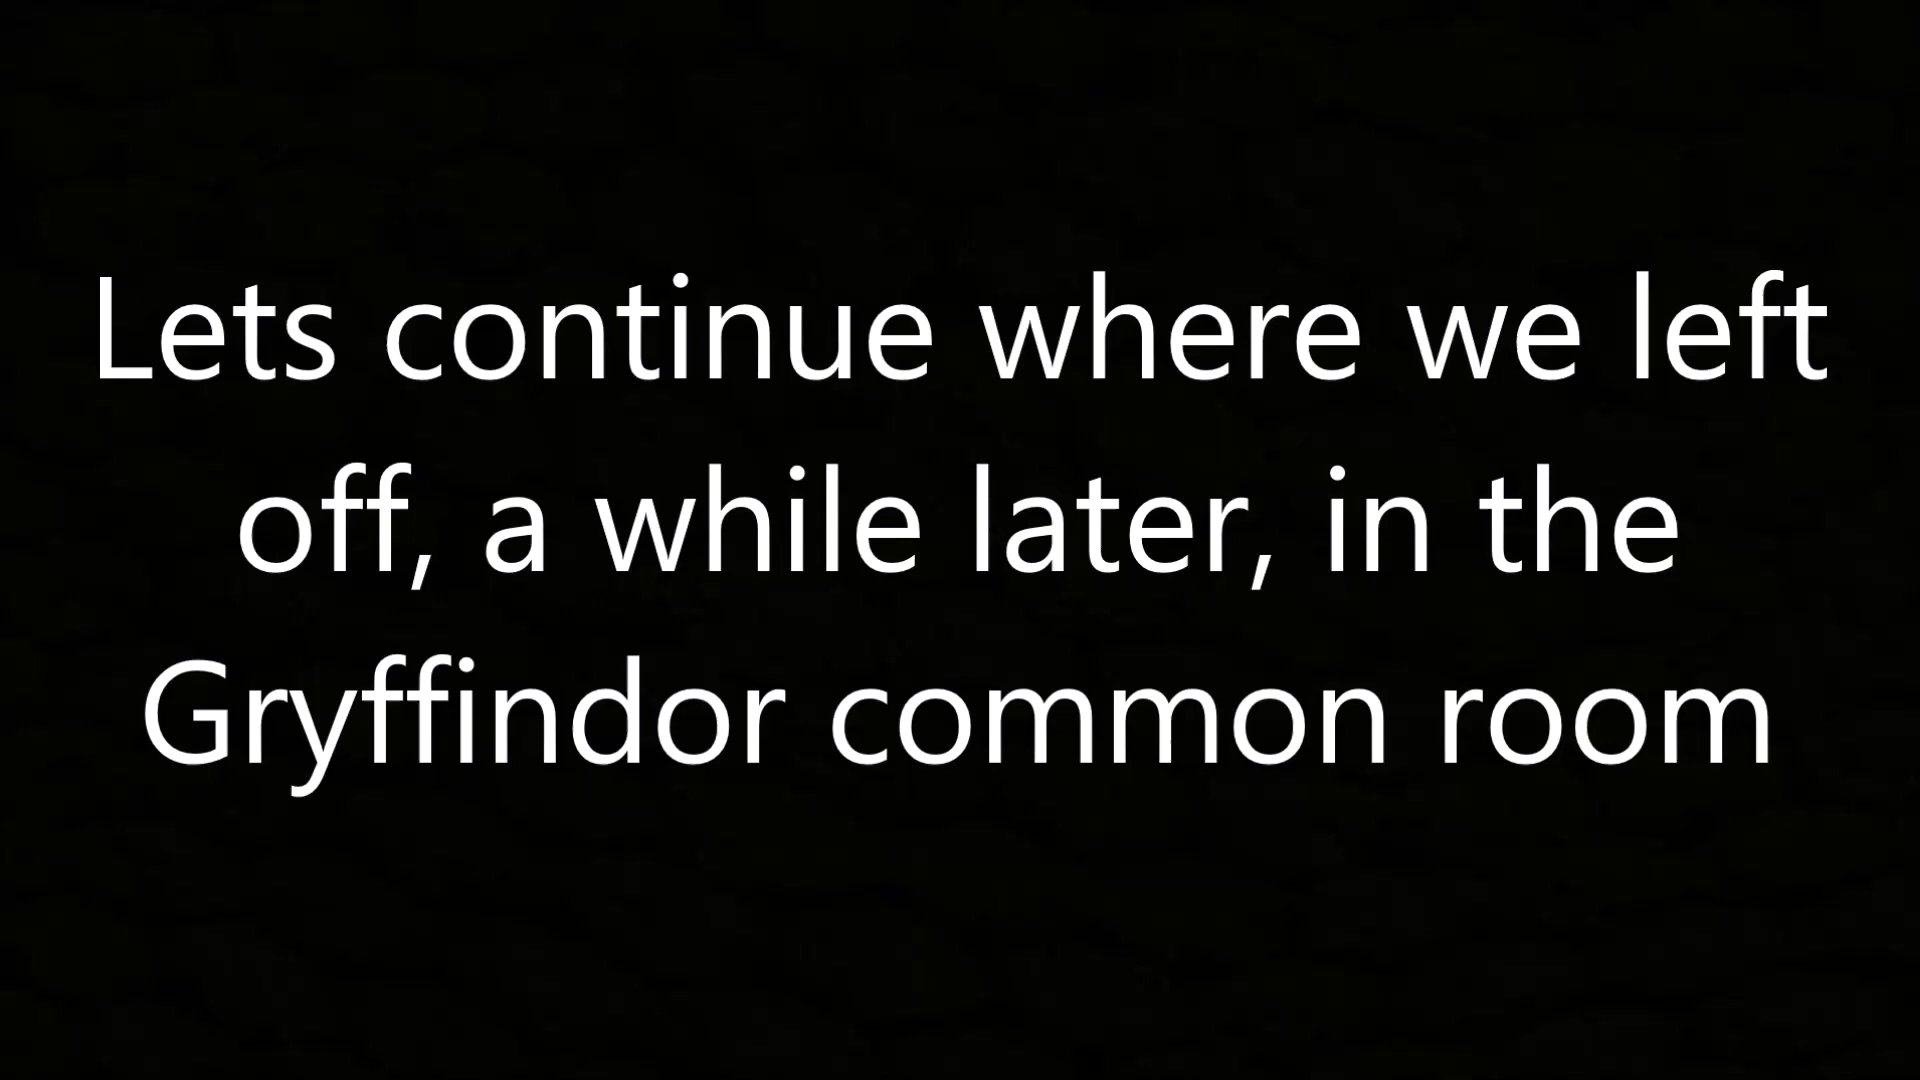 Lets continue where we left
off, a while later, in the
Gryffindor common room